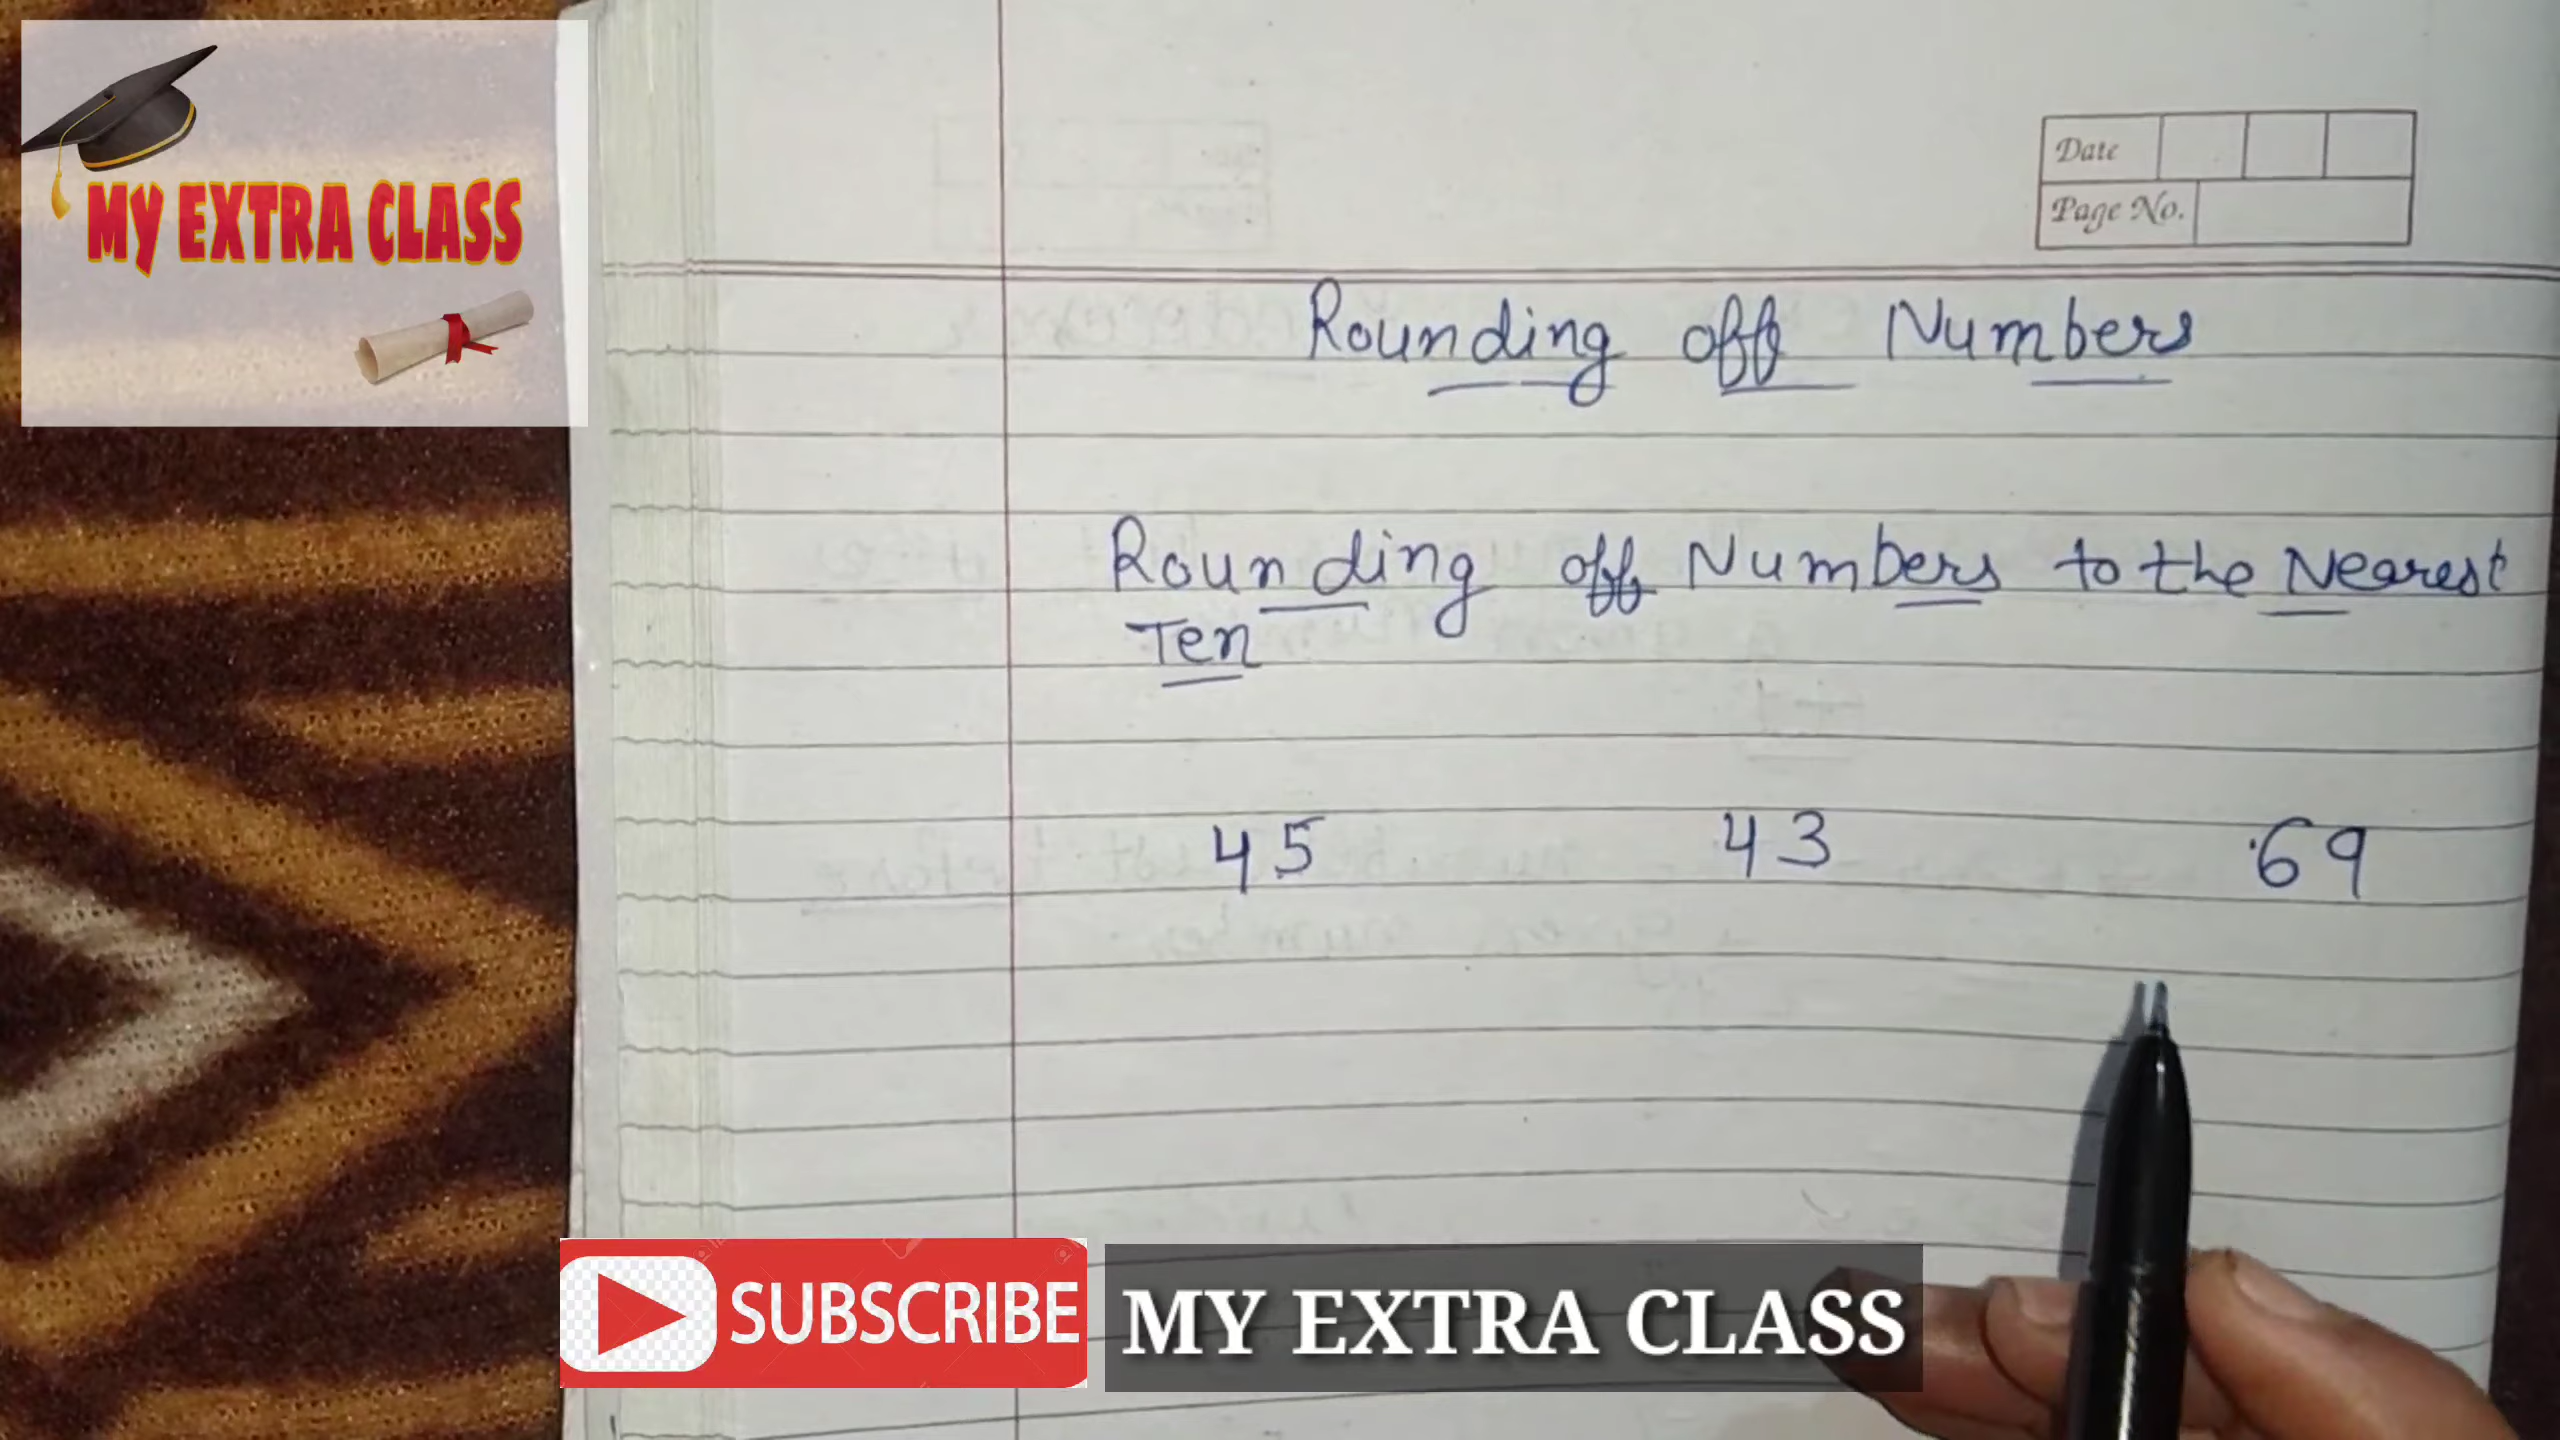 MY EXTRA CLASS
Date
Page No.
Rounding off Numbers
Rounding off Numbers to the Nearest
Ten
45 43 69
SUBSCRIBE
MY EXTRA CLASS